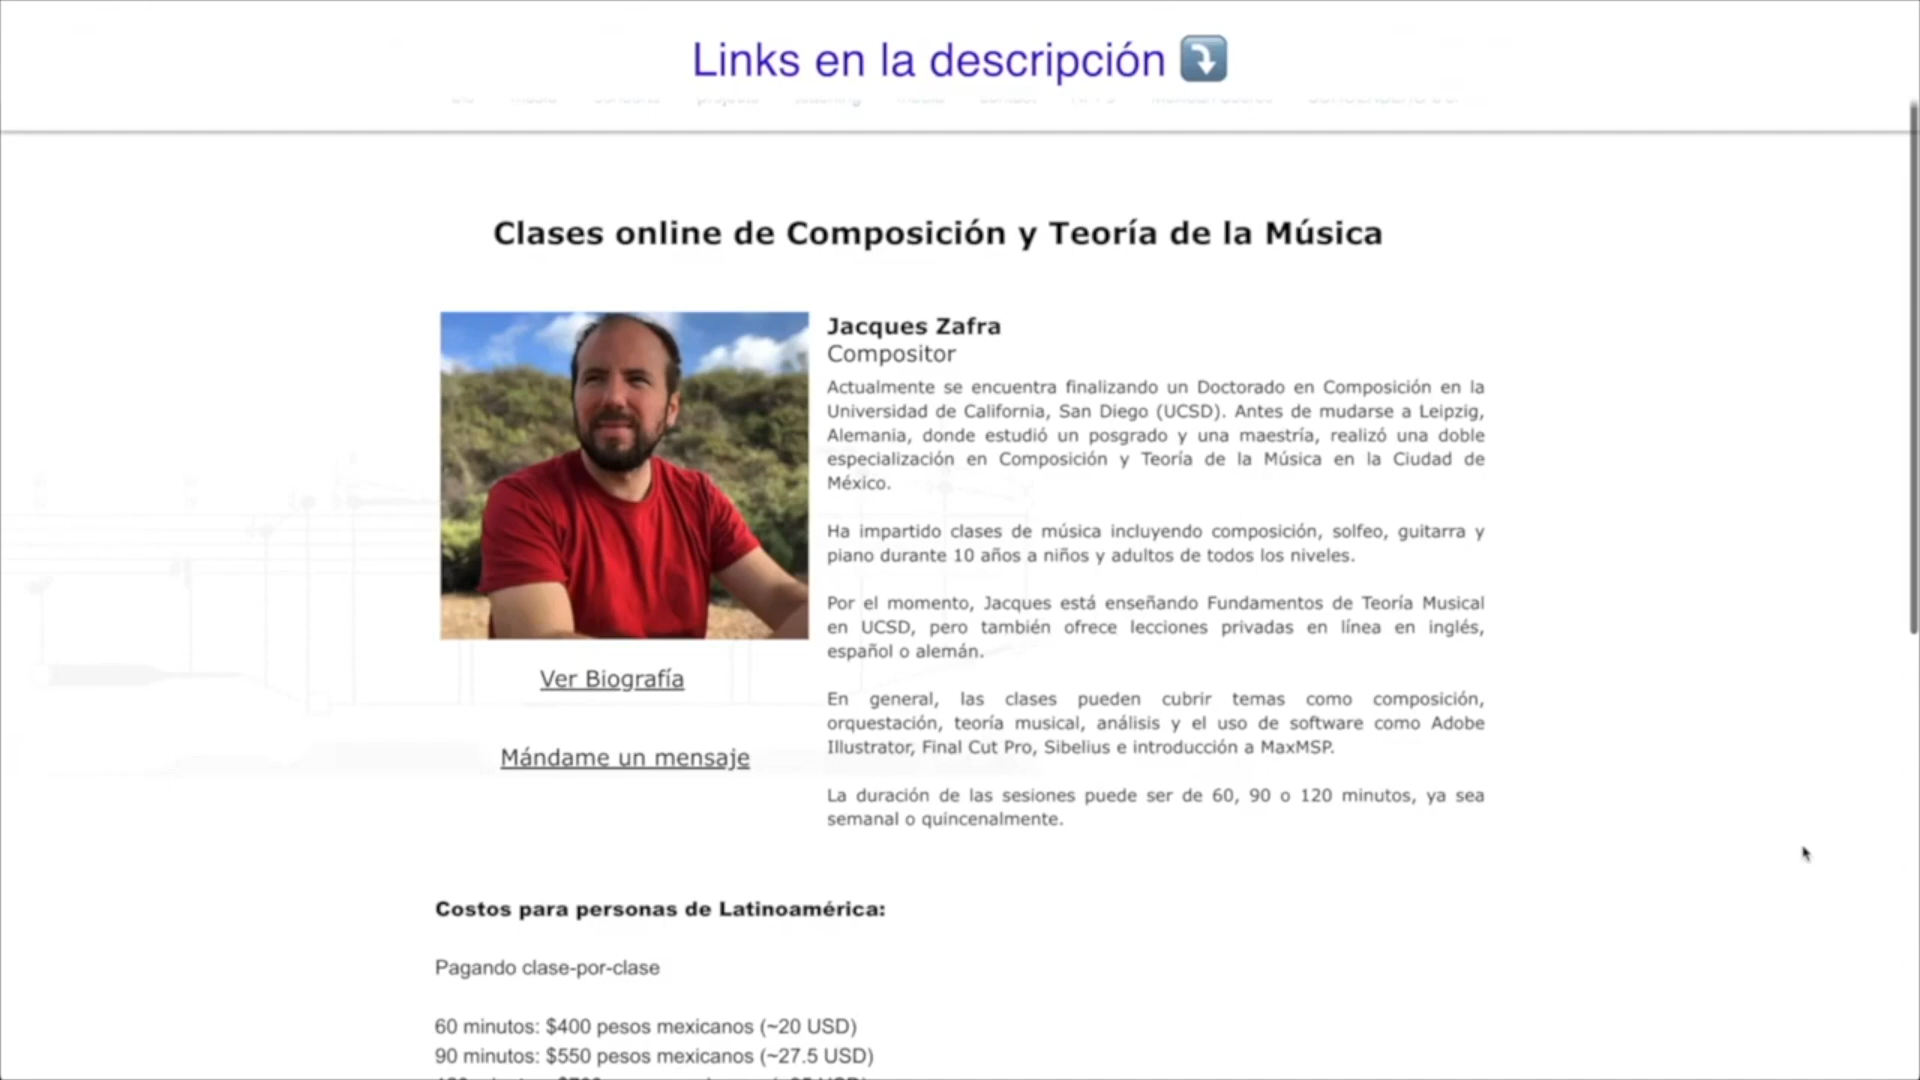 Links en la descripción
Clases online de Composición y Teoría de la Música
Jacques Zafra
Compositor
Actualmente se encuentra finalizando un Doctorado en Composición en la
Universidad de California, San Diego (UCSD). Antes de mudarse a Leipzig,
Alemania, donde estudió un posgrado y una maestría, realizó una doble
especialización en Composición y Teoría de la Música en la Ciudad de
México.
Ha impartido clases de música incluyendo composición, solfeo, guitarra y
piano durante 10 años a niños y adultos de todos los niveles.
Por el momento, Jacques está enseñando Fundamentos de Teoría Musical
en UCSD, pero también ofrece lecciones privadas en línea en inglés,
español o alemán.
En general, las clases pueden cubrir temas como composición,
orquestación, teoría musical, análisis y el uso de software como Adobe
Illustrator, Final Cut Pro, Sibelius e introducción a MaxMSP.
La duración de las sesiones puede ser de 60, 90 o 120 minutos, ya sea
semanal o quincenalmente.
Ver Biografía
Mándame un mensaje
Costos para personas de Latinoamérica:
Pagando clase-por-clase
60 minutos: $400 pesos mexicanos (~20 USD)
90 minutos: $550 pesos mexicanos (~27.5 USD)